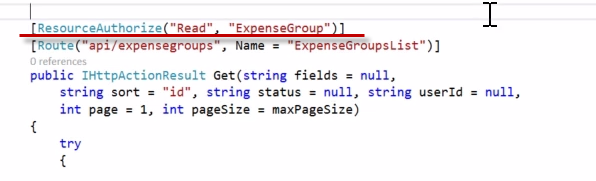 [ResourceAuthorize("Read", "ExpenseGroup")]
[Route("api/expensegroups", Name = "ExpenseGroupsList")]
0 references
public IHttpActionResult Get(string fields = null,
string sort = "id", string status = null, string userId = null,
int page = 1, int pageSize = maxPageSize)
{
try
{